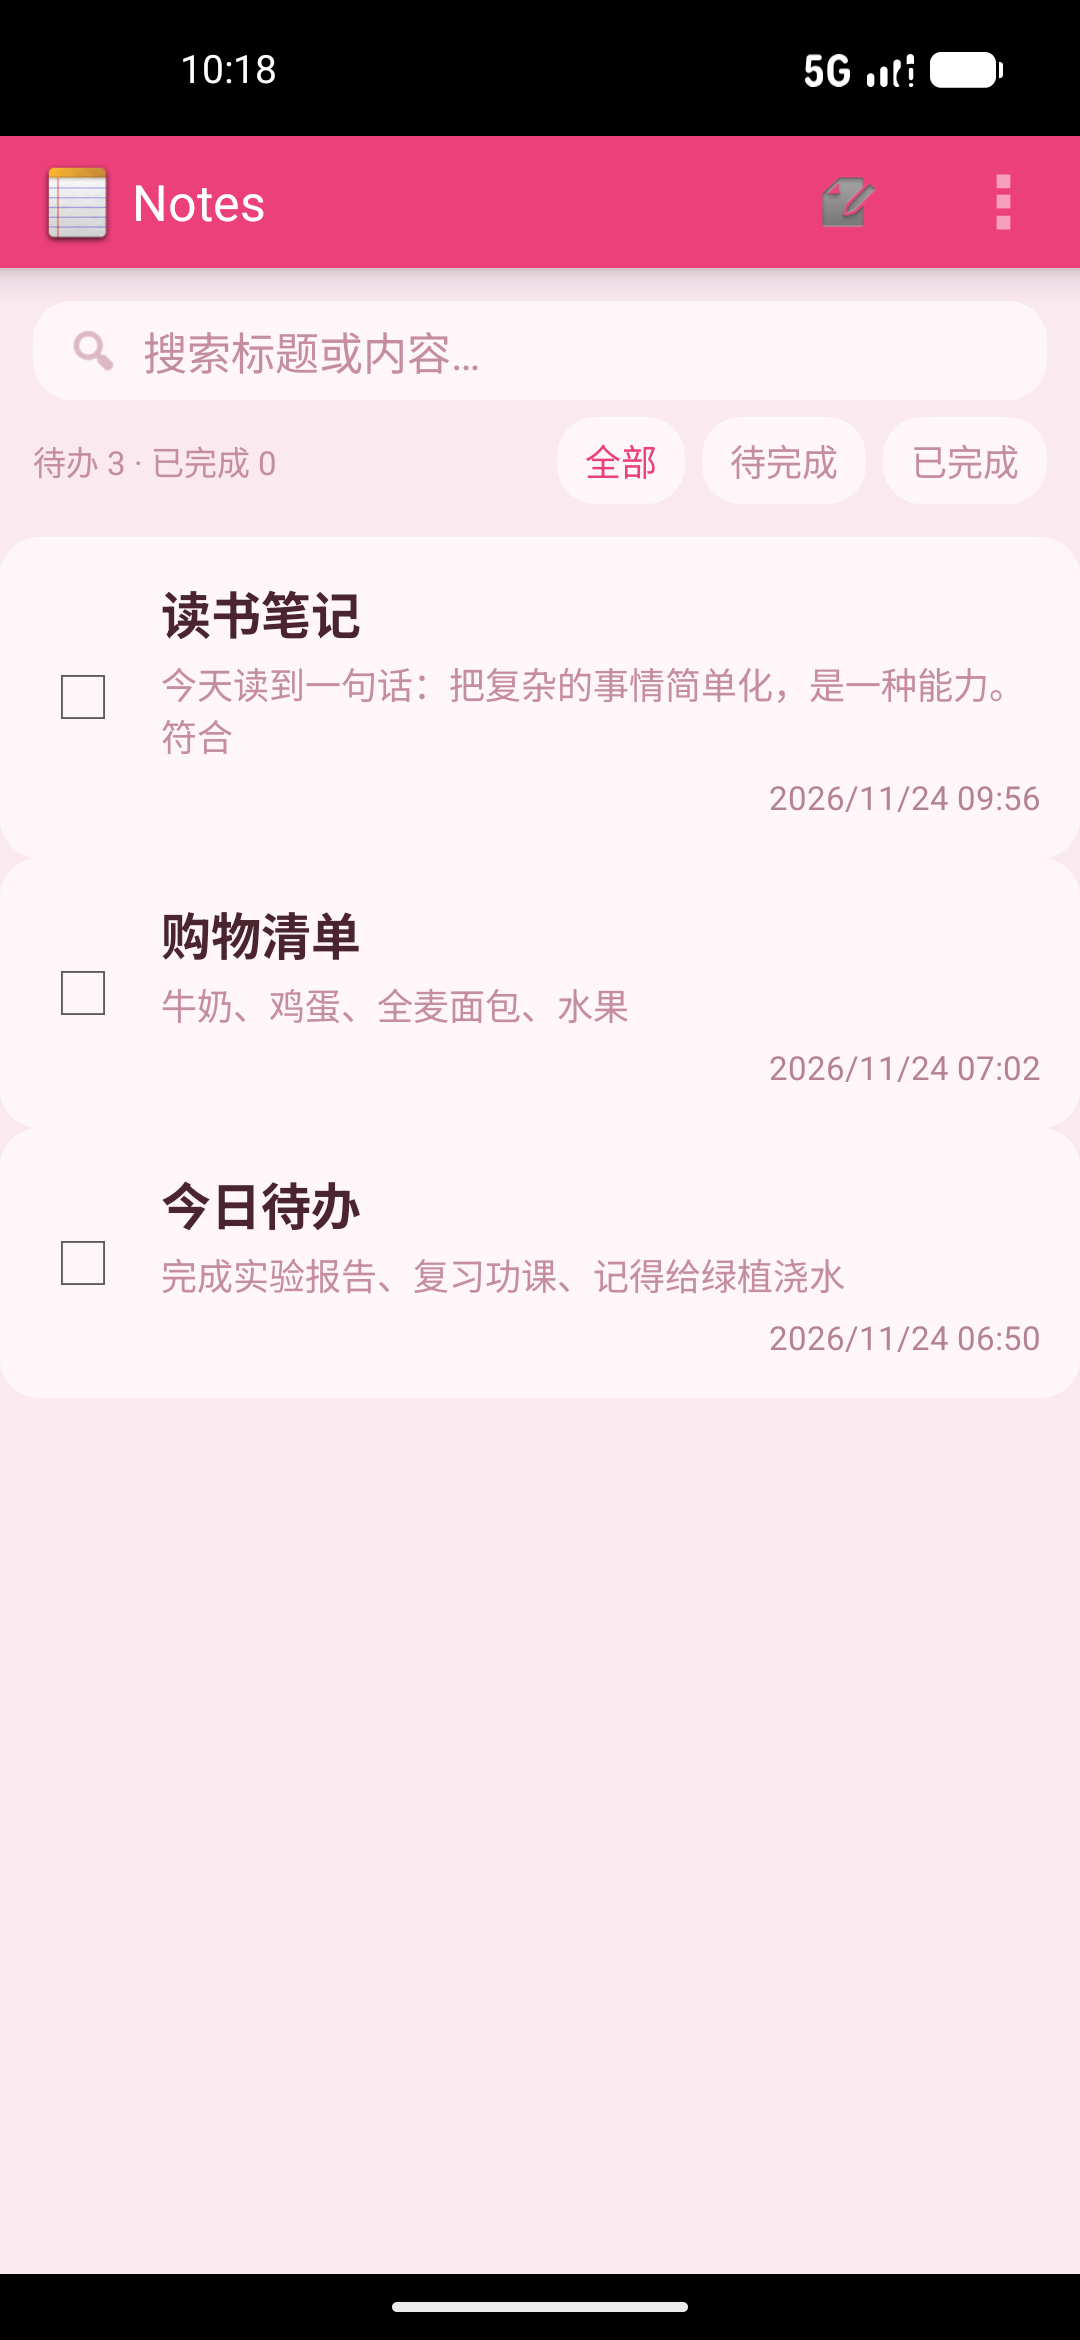 10:18
5G
Notes
搜索标题或内容...
待办 3 · 已完成 0
全部
待完成
已完成
读书笔记
今天读到一句话：把复杂的事情简单化，是一种能力。
符合
2026/11/24 09:56
购物清单
牛奶、鸡蛋、全麦面包、水果
2026/11/24 07:02
今日待办
完成实验报告、复习功课、记得给绿植浇水
2026/11/24 06:50